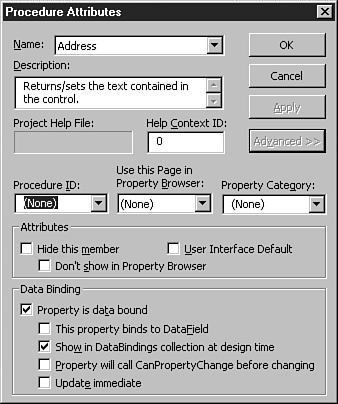 Procedure Attributes
Name: Address
OK
Description:
Returns/sets the text contained in the control.
Cancel
Project Help File:
Help Context ID:
Apply
0
Advanced >>
Procedure ID:
Use this Page in Property Browser:
Property Category:
(None)
(None)
(None)
Attributes
Hide this member
User Interface Default
Don't show in Property Browser
Data Binding
Property is data bound
This property binds to DataField
Show in DataBindings collection at design time
Property will call CanPropertyChange before changing
Update immediate